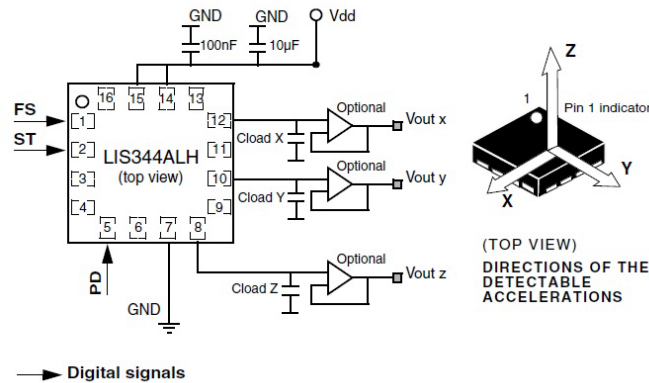 GND GND Vdd
100nF 10µF
16 15 14 13
FS 1 12 Cload X Optional Vout x
ST 2 LIS344ALH 11
3 (top view) 10 Cload Y Optional Vout y
4 9
5 6 7 8
PD
GND
Cload Z Optional Vout z
Digital signals
Z
1 Pin 1 indicator
X Y
(TOP VIEW)
DIRECTIONS OF THE
DETECTABLE
ACCELERATIONS